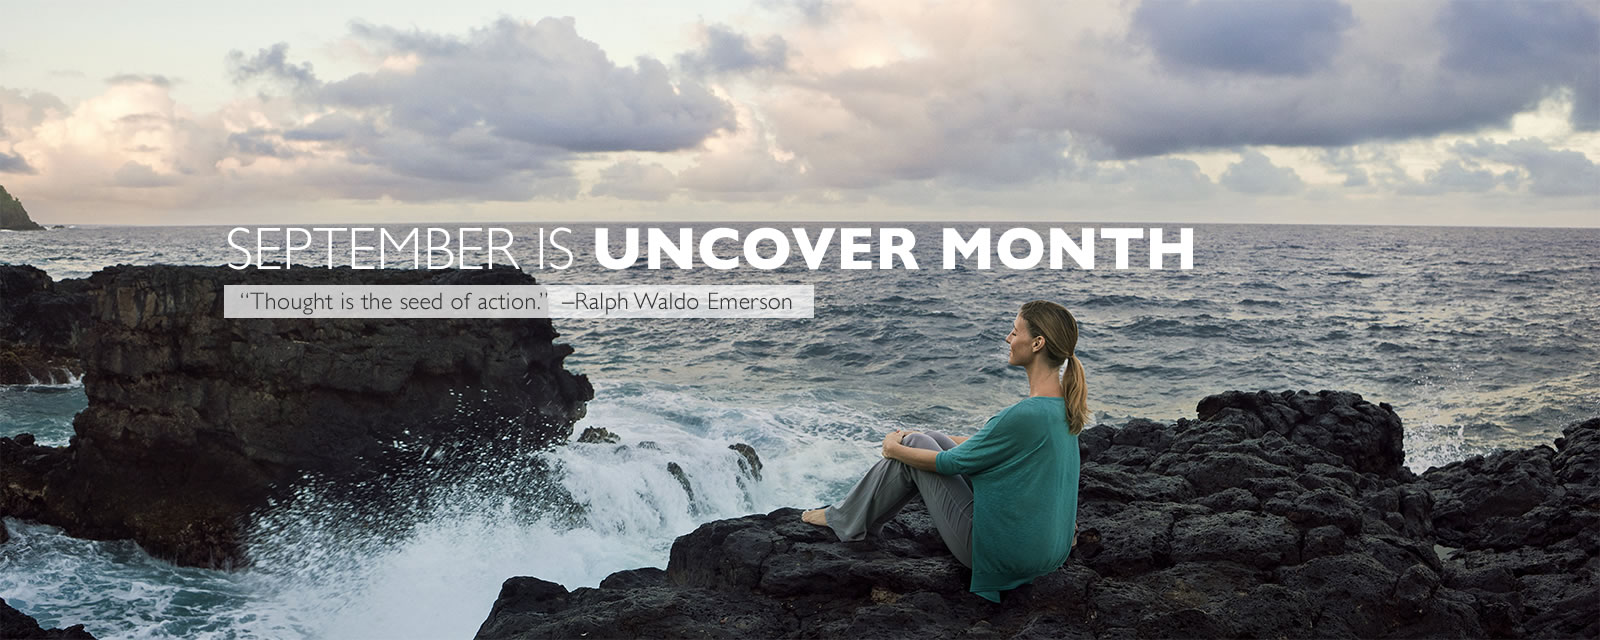 SEPTEMBER IS UNCOVER MONTH
“Thought is the seed of action.” –Ralph Waldo Emerson